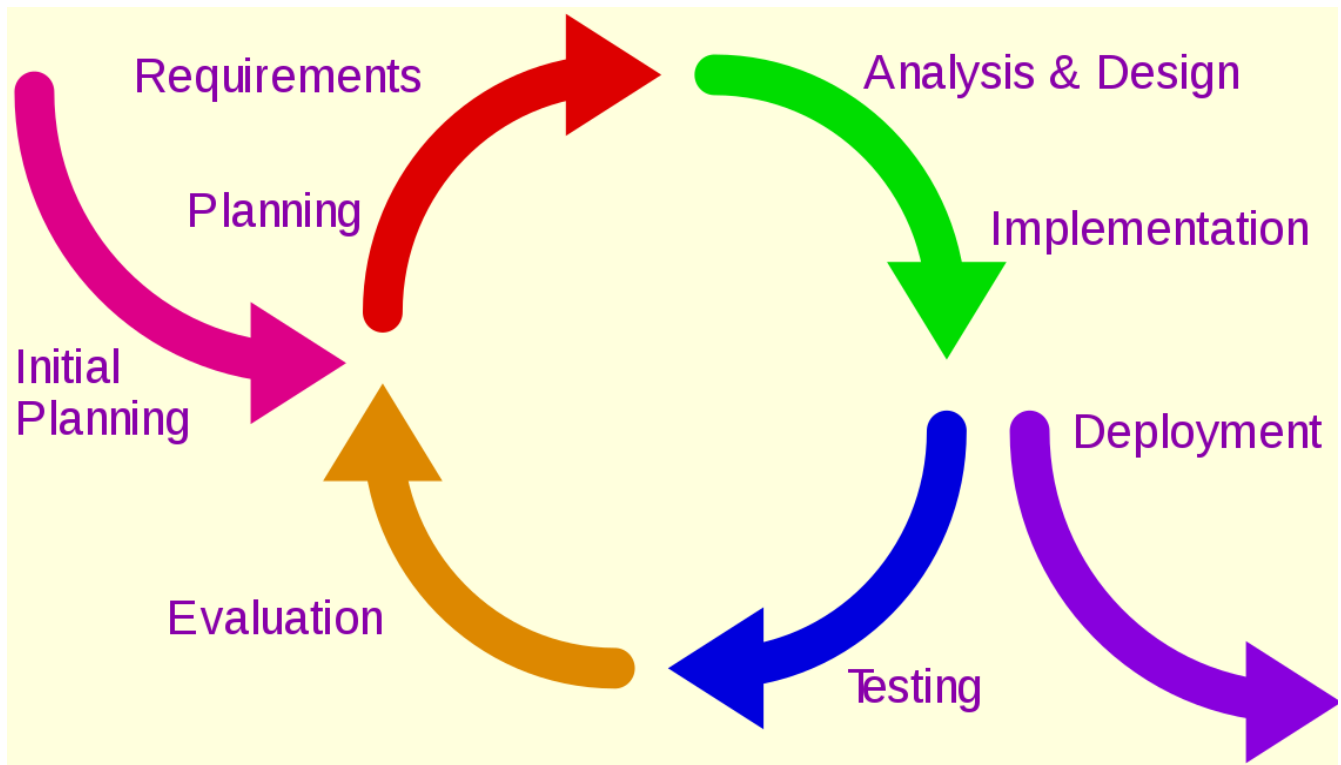 Requirements
Analysis & Design
Planning
Implementation
Initial
Planning
Deployment
Evaluation
Testing